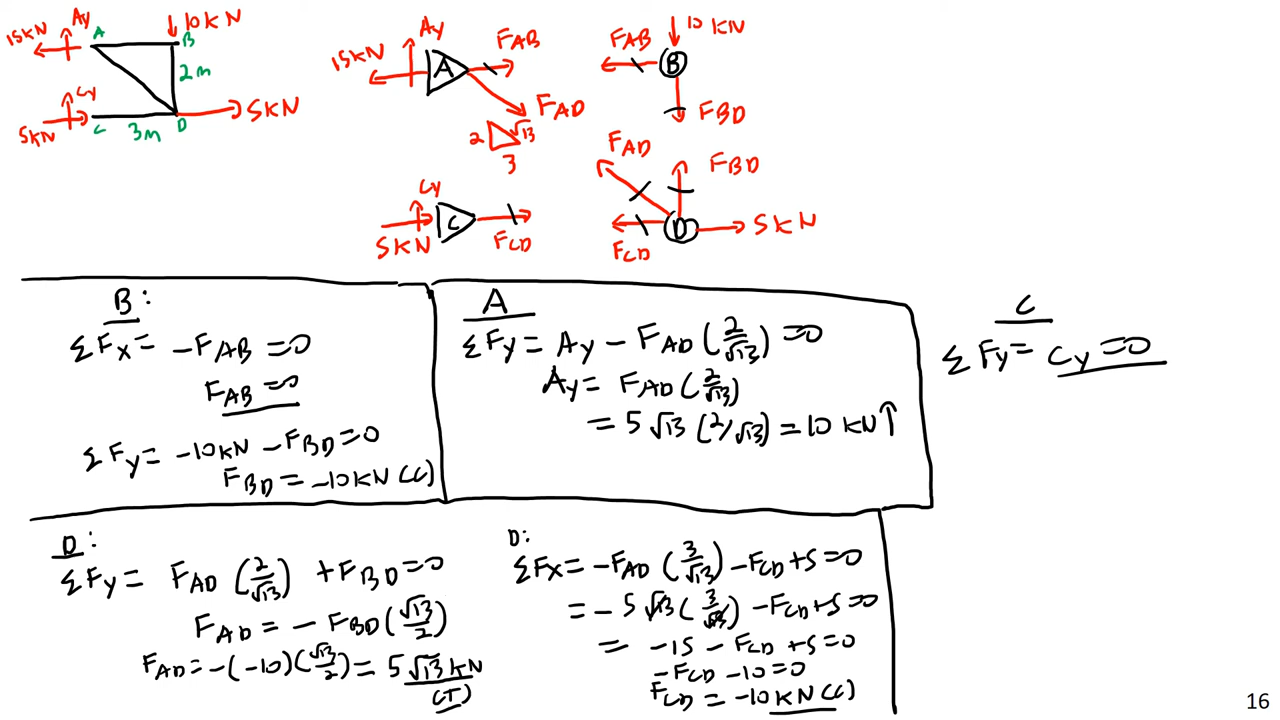 Ay
10KN
15KN
A
B
2m
Cy
5KN
C
3m
D
5KN
Ay
15KN
A
FAB
FAD
2
√13
3
Cy
C
5KN
FCD
10 KN
FAB
B
FBD
FAD
FBD
D
5KN
FCD
B:
ΣFx= -FAB =0
FAB =0
ΣFy= -10KN -FBD=0
FBD= -10KN (C)
A
ΣFy= Ay - FAD (2/√13) =0
Ay= FAD (2/√13)
= 5√13 (2/√13) = 10 KN↑
C
ΣFy= Cy =0
D:
ΣFy= FAD (2/√13) +FBD=0
FAD = - FBD (√13/2)
FAD=-(-10)(√13/2)= 5√13 KN
(T)
D:
ΣFx= -FAD (3/√13) -FCD+5=0
= - 5√13 (3/√13) -FCD+5=0
= -15 - FCD +5=0
-FCD -10=0
FCD = -10KN (C)
16